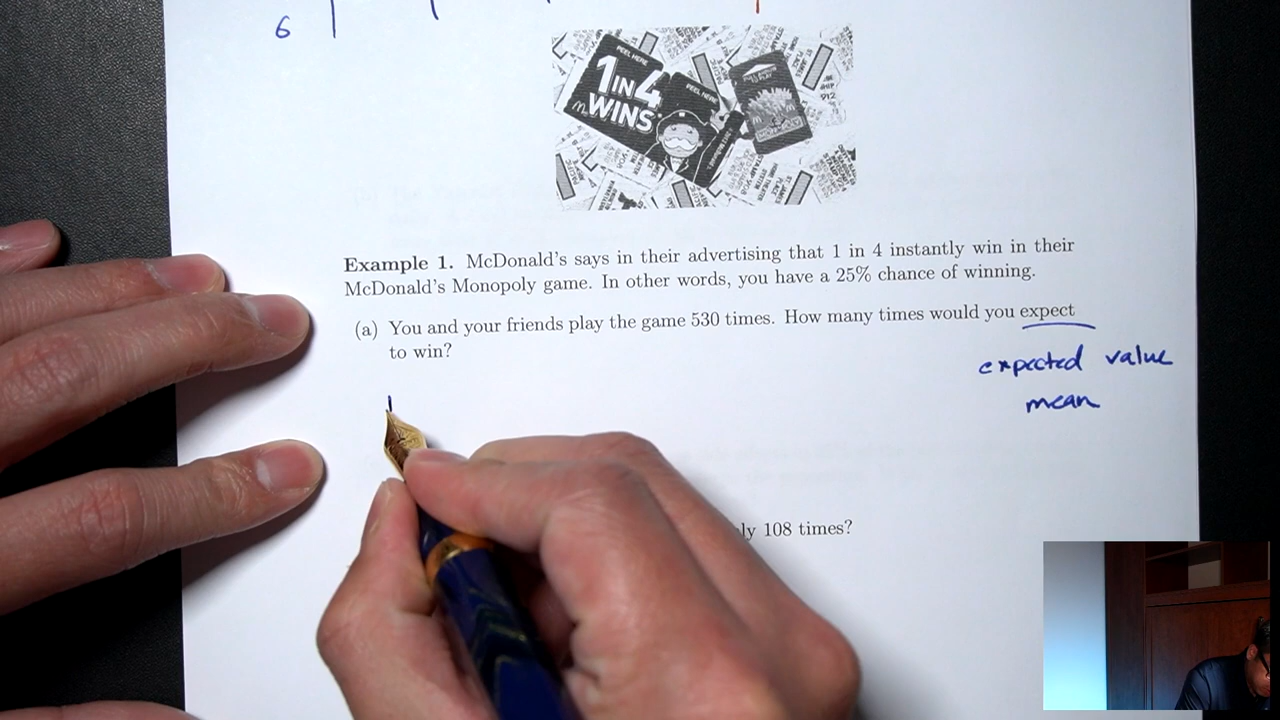 6
PEEL HERE
1 IN 4
WINS
PEEL HERE
Example 1. McDonald's says in their advertising that 1 in 4 instantly win in their
McDonald's Monopoly game. In other words, you have a 25% chance of winning.
(a) You and your friends play the game 530 times. How many times would you expect
to win?
expected value
mean
ly 108 times?